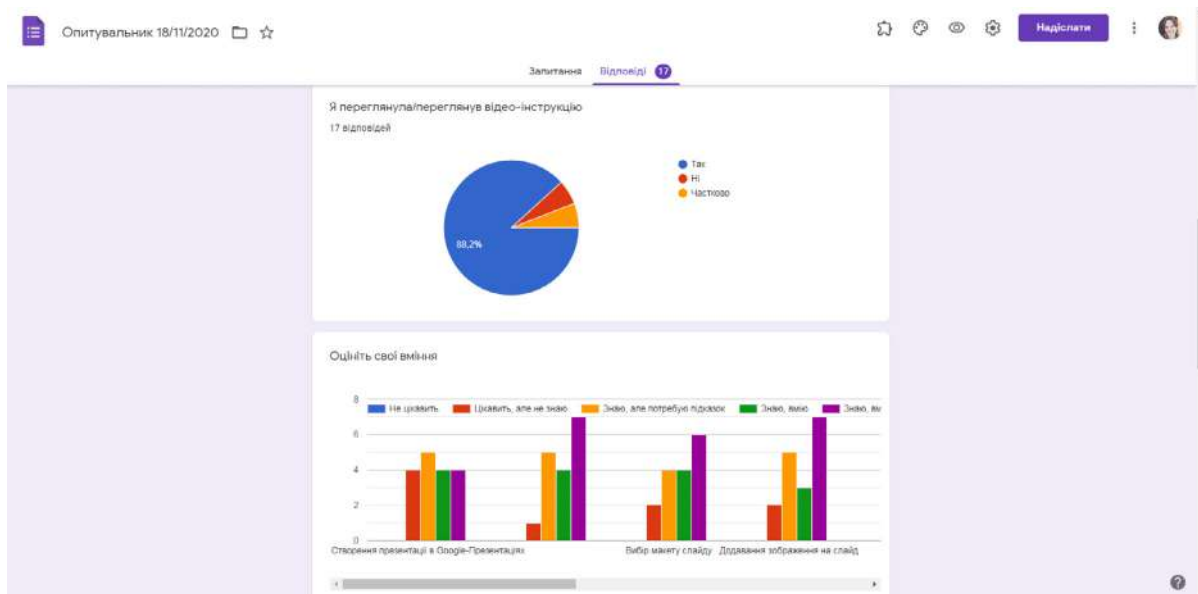 Опитувальник 18/11/2020
Надіслати
Запитання Відповіді 17
Я переглянула/переглянув відео-інструкцію
17 відповідей
Так
Ні
Частково
88,2%
Оцініть свої вміння
8
Не цікавить Цікавить, але не знаю Знаю, але потребую підказок Знаю, вмію Знаю, вм
6
4
2
0
Створення презентації в Google-Презентаціях Вибір макету слайду Додавання зображення на слайд